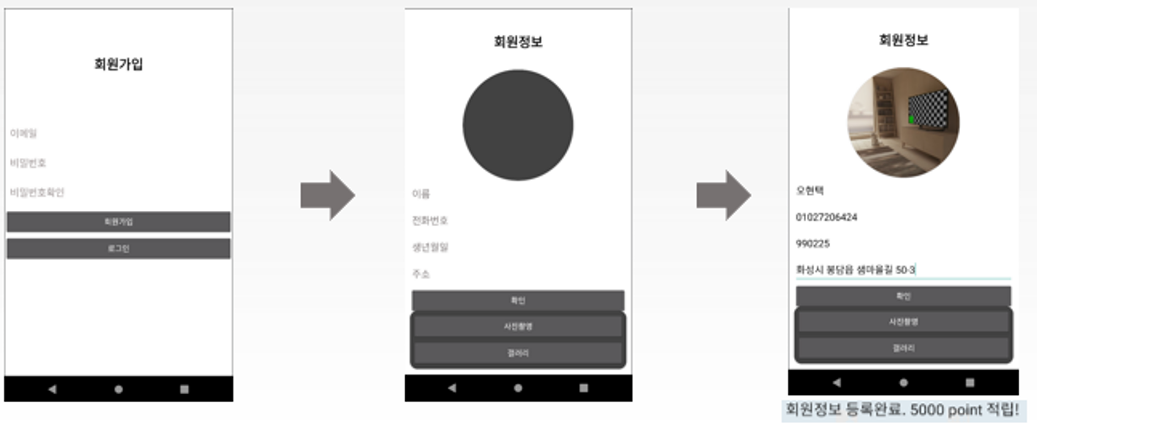 회원가입
이메일
비밀번호
비밀번호확인
회원가입
로그인
회원정보
이름
전화번호
생년월일
주소
확인
사진촬영
갤러리
회원정보
오현택
01027206424
990225
화성시 봉담읍 샘마을길 50-3
확인
사진촬영
갤러리
회원정보 등록완료. 5000 point 적립!